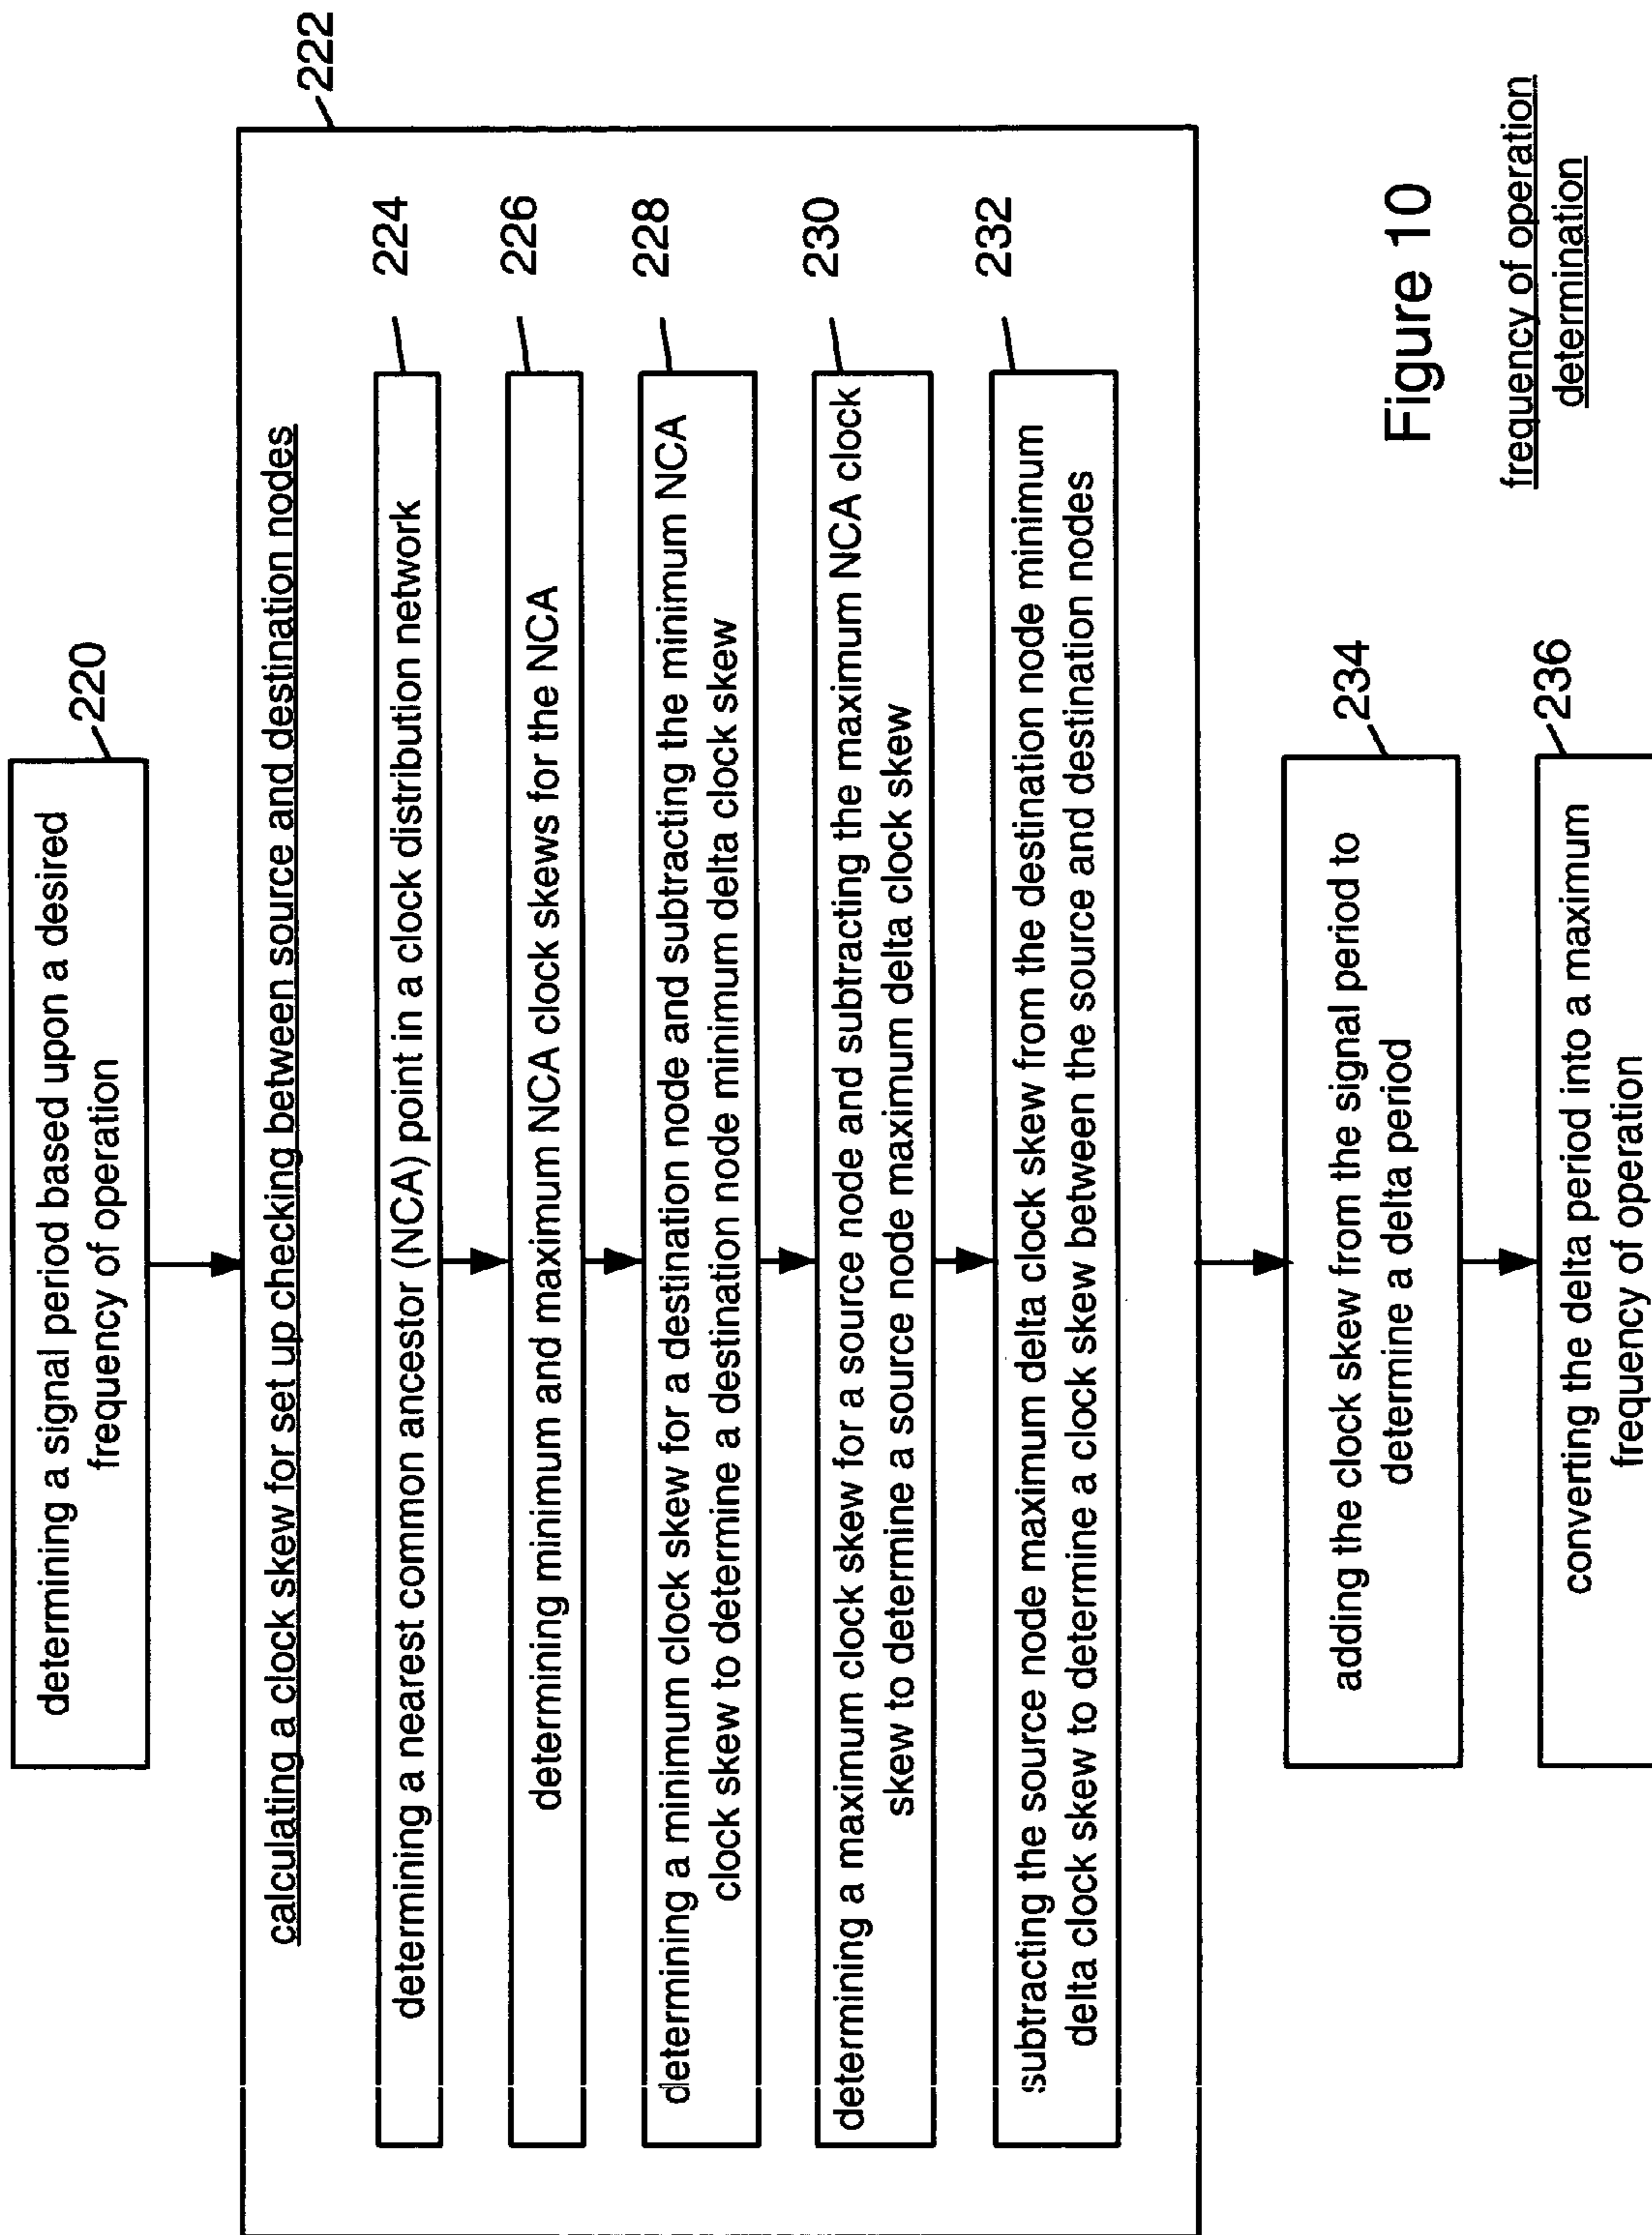 determining a signal period based upon a desired
frequency of operation
220
222
calculating a clock skew for set up checking between source and destination nodes
224
determining a nearest common ancestor (NCA) point in a clock distribution network
226
determining minimum and maximum NCA clock skews for the NCA
228
determining a minimum clock skew for a destination node and subtracting the minimum NCA
clock skew to determine a destination node minimum delta clock skew
230
determining a maximum clock skew for a source node and subtracting the maximum NCA clock
skew to determine a source node maximum delta clock skew
232
subtracting the source node maximum delta clock skew from the destination node minimum
delta clock skew to determine a clock skew between the source and destination nodes
234
adding the clock skew from the signal period to
determine a delta period
236
converting the delta period into a maximum
frequency of operation
Figure 10
frequency of operation
determination